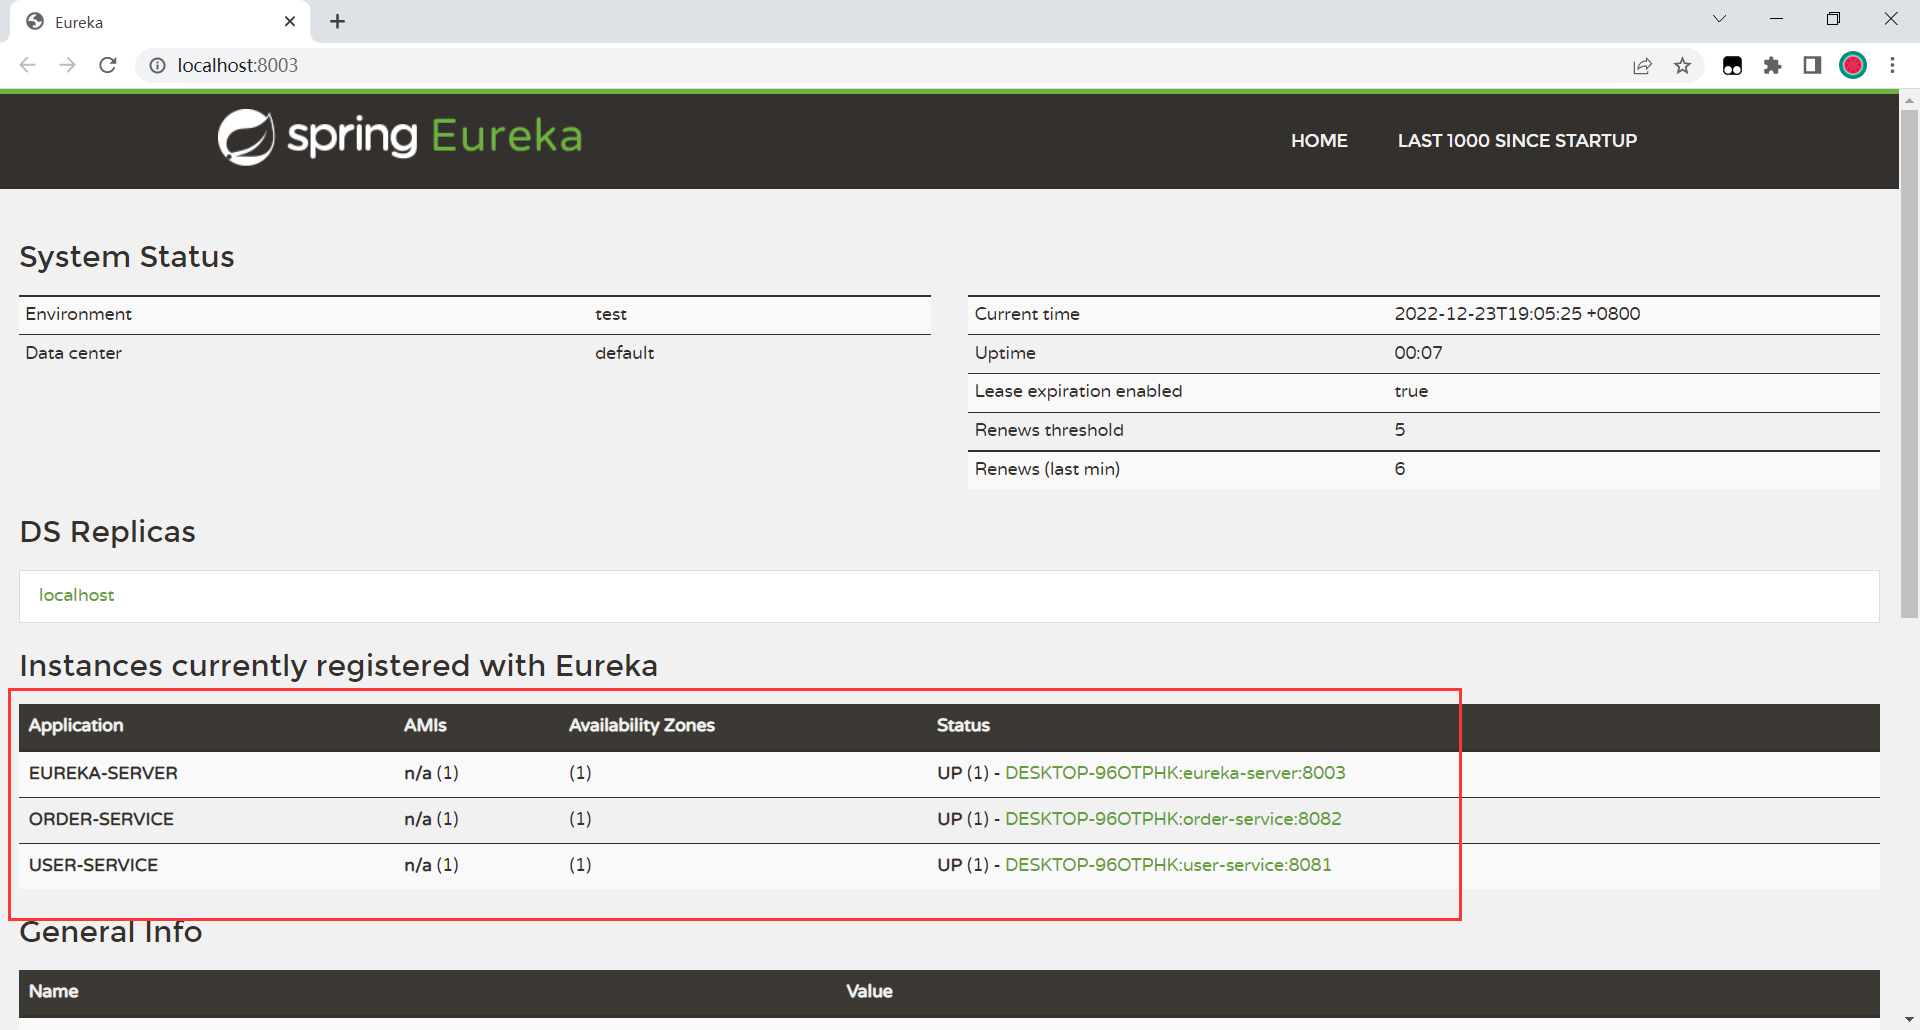 Eureka
localhost:8003
spring Eureka
HOME LAST 1000 SINCE STARTUP
System Status
Environment test
Data center default
Current time 2022-12-23T19:05:25 +0800
Uptime 00:07
Lease expiration enabled true
Renews threshold 5
Renews (last min) 6
DS Replicas
localhost
Instances currently registered with Eureka
Application AMIs Availability Zones Status
EUREKA-SERVER n/a (1) (1) UP (1) - DESKTOP-96OTPHK:eureka-server:8003
ORDER-SERVICE n/a (1) (1) UP (1) - DESKTOP-96OTPHK:order-service:8082
USER-SERVICE n/a (1) (1) UP (1) - DESKTOP-96OTPHK:user-service:8081
General Info
Name Value